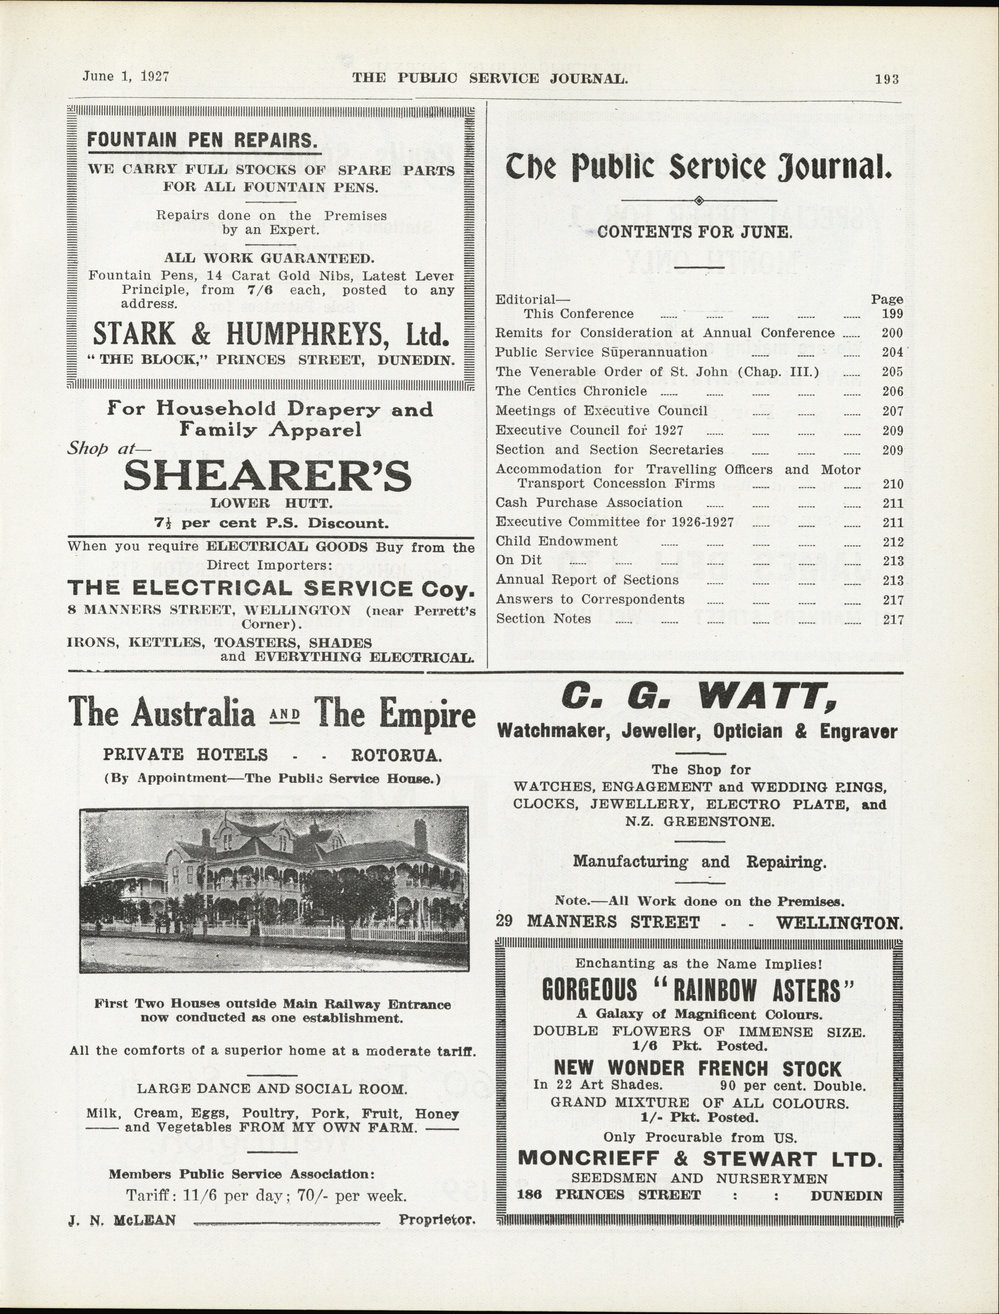 June 1, 1927
THE PUBLIC SERVICE JOURNAL.
193
FOUNTAIN PEN REPAIRS.
WE CARRY FULL STOCKS OF SPARE PARTS
FOR ALL FOUNTAIN PENS.
Repairs done on the Premises
by an Expert.
ALL WORK GUARANTEED.
Fountain Pens, 14 Carat Gold Nibs, Latest Lever
Principle, from 7/6 each, posted to any
address.
STARK & HUMPHREYS, Ltd.
"THE BLOCK," PRINCES STREET, DUNEDIN.
For Household Drapery and
Family Apparel
Shop at—
SHEARER'S
LOWER HUTT.
7½ per cent P.S. Discount.
When you require ELECTRICAL GOODS Buy from the
Direct Importers:
THE ELECTRICAL SERVICE Coy.
8 MANNERS STREET, WELLINGTON (near Perrett's
Corner).
IRONS, KETTLES, TOASTERS, SHADES
and EVERYTHING ELECTRICAL.
The Public Service Journal.
CONTENTS FOR JUNE.
Editorial— Page
This Conference ...... ...... ...... ...... ...... 199
Remits for Consideration at Annual Conference ...... 200
Public Service Superannuation ...... ...... ...... 204
The Venerable Order of St. John (Chap. III.) ...... 205
The Centics Chronicle ...... ...... ...... ...... ...... 206
Meetings of Executive Council ...... ...... ...... 207
Executive Council for 1927 ...... ...... ...... ...... 209
Section and Section Secretaries ...... ...... ...... 209
Accommodation for Travelling Officers and Motor
Transport Concession Firms ...... ...... ...... 210
Cash Purchase Association ...... ...... ...... ...... 211
Executive Committee for 1926-1927 ...... ...... ...... 211
Child Endowment ...... ...... ...... ...... ...... 212
On Dit ...... ...... ...... ...... ...... ...... ...... 213
Annual Report of Sections ...... ...... ...... ...... 213
Answers to Correspondents ...... ...... ...... ...... 217
Section Notes ...... ...... ...... ...... ...... ...... 217
The Australia AND The Empire
PRIVATE HOTELS - - ROTORUA.
(By Appointment—The Public Service House.)
First Two Houses outside Main Railway Entrance
now conducted as one establishment.
All the comforts of a superior home at a moderate tariff.
LARGE DANCE AND SOCIAL ROOM.
Milk, Cream, Eggs, Poultry, Pork, Fruit, Honey
—— and Vegetables FROM MY OWN FARM. ——
Members Public Service Association:
Tariff: 11/6 per day; 70/- per week.
J. N. McLEAN ———— Proprietor.
C. G. WATT,
Watchmaker, Jeweller, Optician & Engraver
The Shop for
WATCHES, ENGAGEMENT and WEDDING RINGS,
CLOCKS, JEWELLERY, ELECTRO PLATE, and
N.Z. GREENSTONE.
Manufacturing and Repairing.
Note.—All Work done on the Premises.
29 MANNERS STREET - - WELLINGTON.
Enchanting as the Name Implies!
GORGEOUS "RAINBOW ASTERS"
A Galaxy of Magnificent Colours.
DOUBLE FLOWERS OF IMMENSE SIZE.
1/6 Pkt. Posted.
NEW WONDER FRENCH STOCK
In 22 Art Shades. 90 per cent. Double.
GRAND MIXTURE OF ALL COLOURS.
1/- Pkt. Posted.
Only Procurable from US.
MONCRIEFF & STEWART LTD.
SEEDSMEN AND NURSERYMEN
186 PRINCES STREET : : DUNEDIN